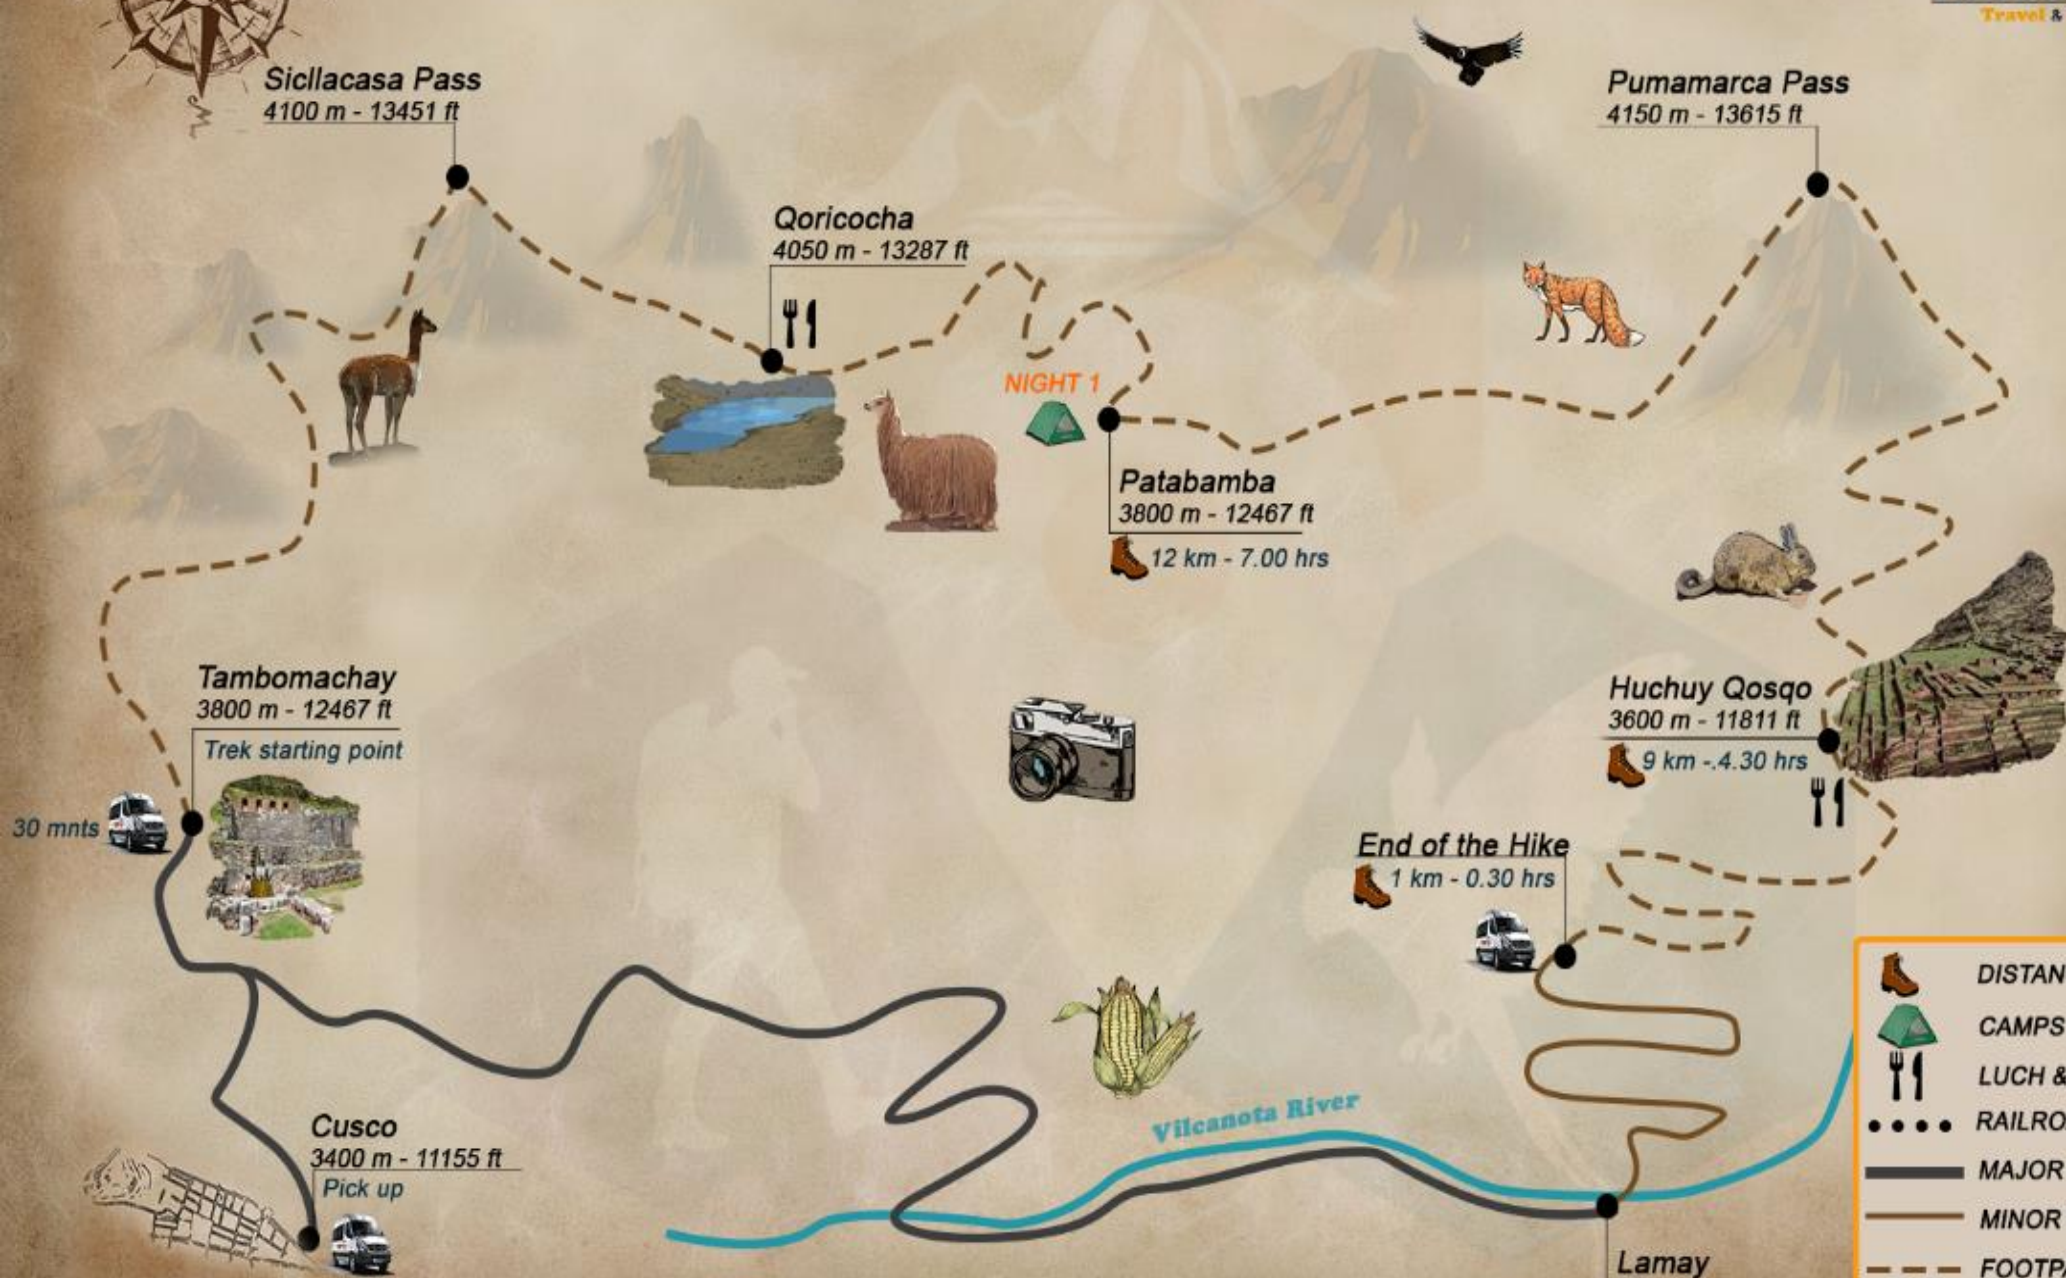 Travel &
Sicllacasa Pass
4100 m - 13451 ft
Pumamarca Pass
4150 m - 13615 ft
Qoricocha
4050 m - 13287 ft
NIGHT 1
Patabamba
3800 m - 12467 ft
12 km - 7.00 hrs
Tambomachay
3800 m - 12467 ft
Trek starting point
30 mnts
Huchuy Qosqo
3600 m - 11811 ft
9 km -.4.30 hrs
End of the Hike
1 km - 0.30 hrs
Vilcanota River
Cusco
3400 m - 11155 ft
Pick up
Lamay
DISTAN
CAMPS
LUCH &
RAILRO
MAJOR
MINOR
FOOTP